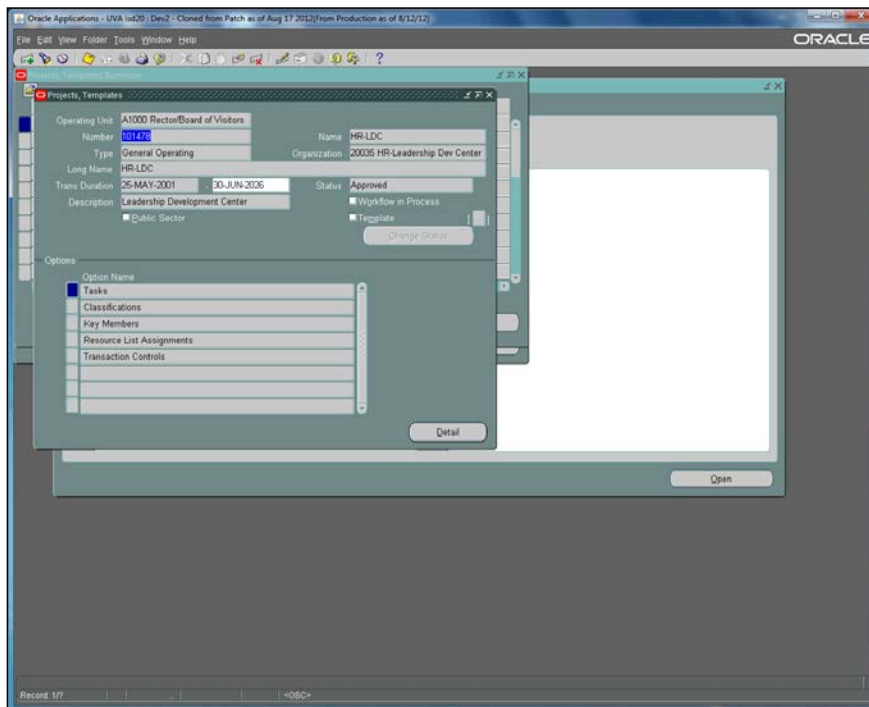 Oracle Applications - UVA isd20 : Dev2 - Cloned from Patch as of Aug 17 2012(From Production as of 8/12/12)
File Edit View Folder Tools Window Help
ORACLE
Projects, Templates Summary
Projects, Templates
Operating Unit A1000 Rector/Board of Visitors
Number 101478 Name HR-LDC
Type General Operating Organization 20035 HR-Leadership Dev Center
Long Name HR-LDC
Trans Duration 25-MAY-2001 - 30-JUN-2026 Status Approved
Description Leadership Development Center Workflow in Process
Public Sector Template [ ]
Change Status
Options
Option Name
Tasks
Classifications
Key Members
Resource List Assignments
Transaction Controls
Detail
Open
Record: 1/? ... <OSC>